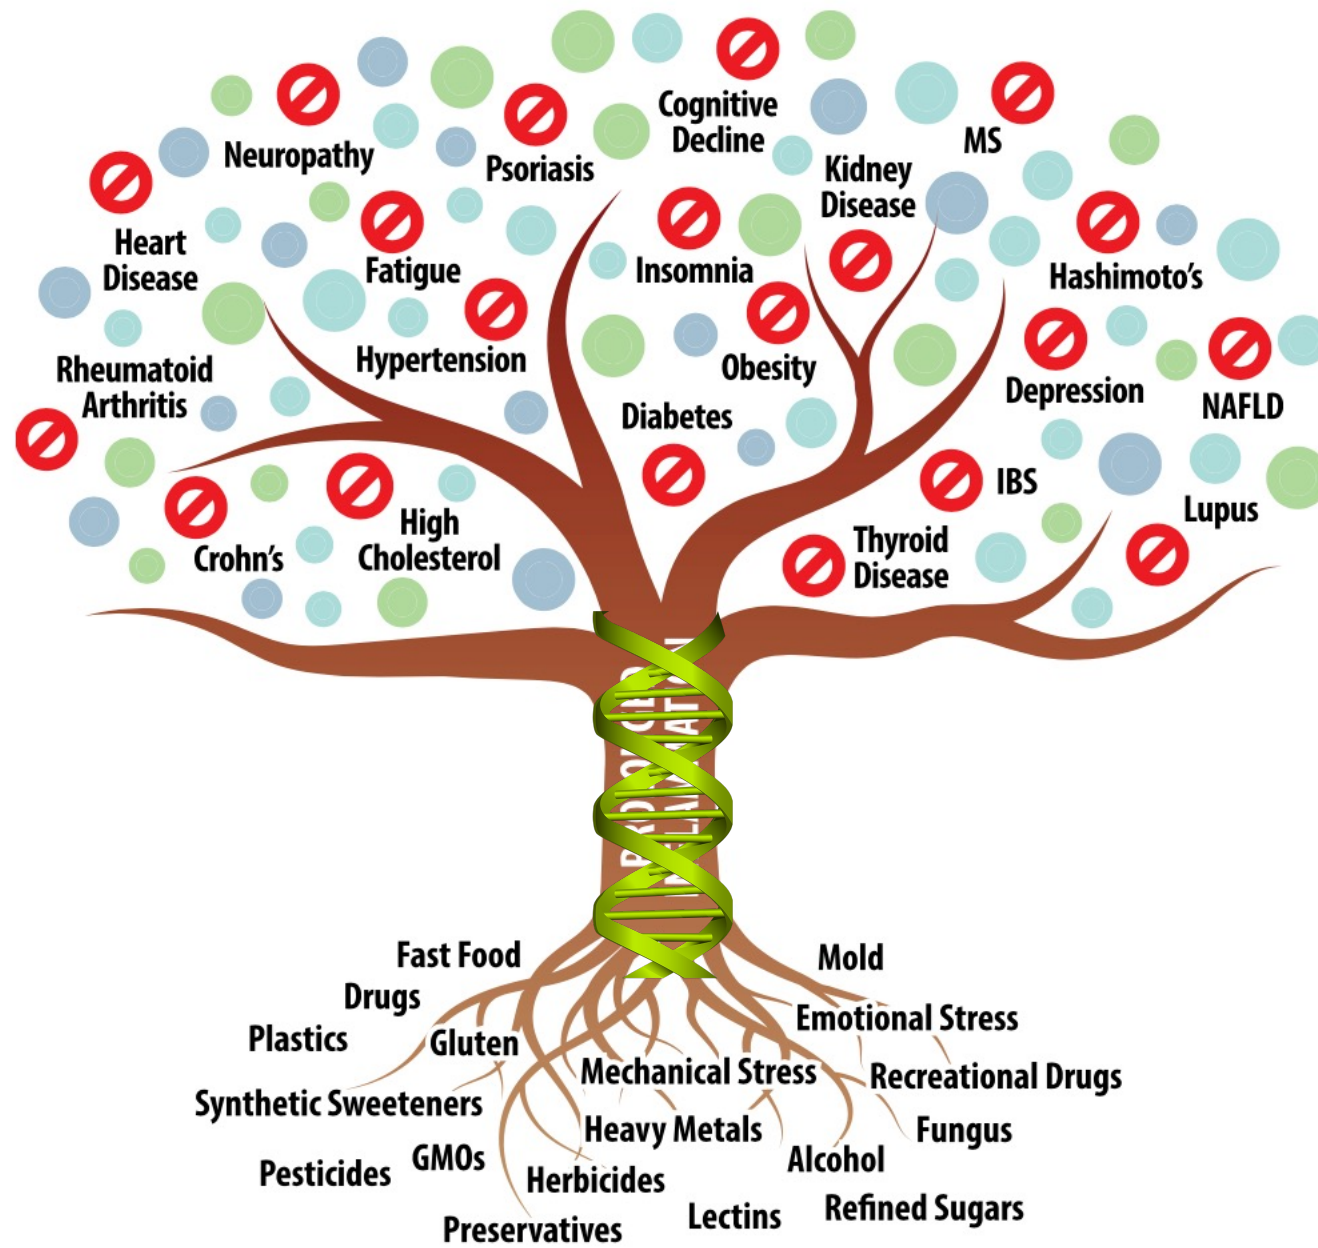 Cognitive
Decline
MS
Neuropathy
Psoriasis
Kidney
Disease
Heart
Disease
Fatigue
Insomnia
Hashimoto's
Hypertension
Obesity
Rheumatoid
Arthritis
Depression
NAFLD
Diabetes
IBS
Lupus
High
Cholesterol
Crohn's
Thyroid
Disease
Fast Food
Mold
Drugs
Emotional Stress
Plastics
Gluten
Mechanical Stress
Recreational Drugs
Synthetic Sweeteners
Heavy Metals
Fungus
GMOs
Alcohol
Pesticides
Herbicides
Refined Sugars
Lectins
Preservatives